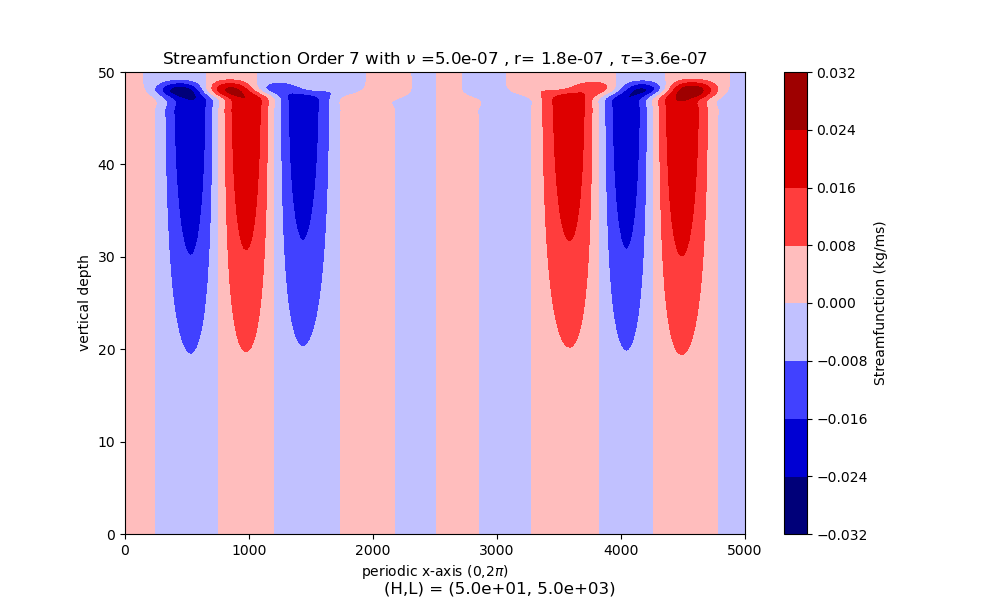 Streamfunction Order 7 with ν =5.0e-07 , r= 1.8e-07 , τ=3.6e-07
50
40
30
20
10
0
vertical depth
0 1000 2000 3000 4000 5000
periodic x-axis (0,2π)
(H,L) = (5.0e+01, 5.0e+03)
0.032
0.024
0.016
0.008
0.000
−0.008
−0.016
−0.024
−0.032
Streamfunction (kg/ms)